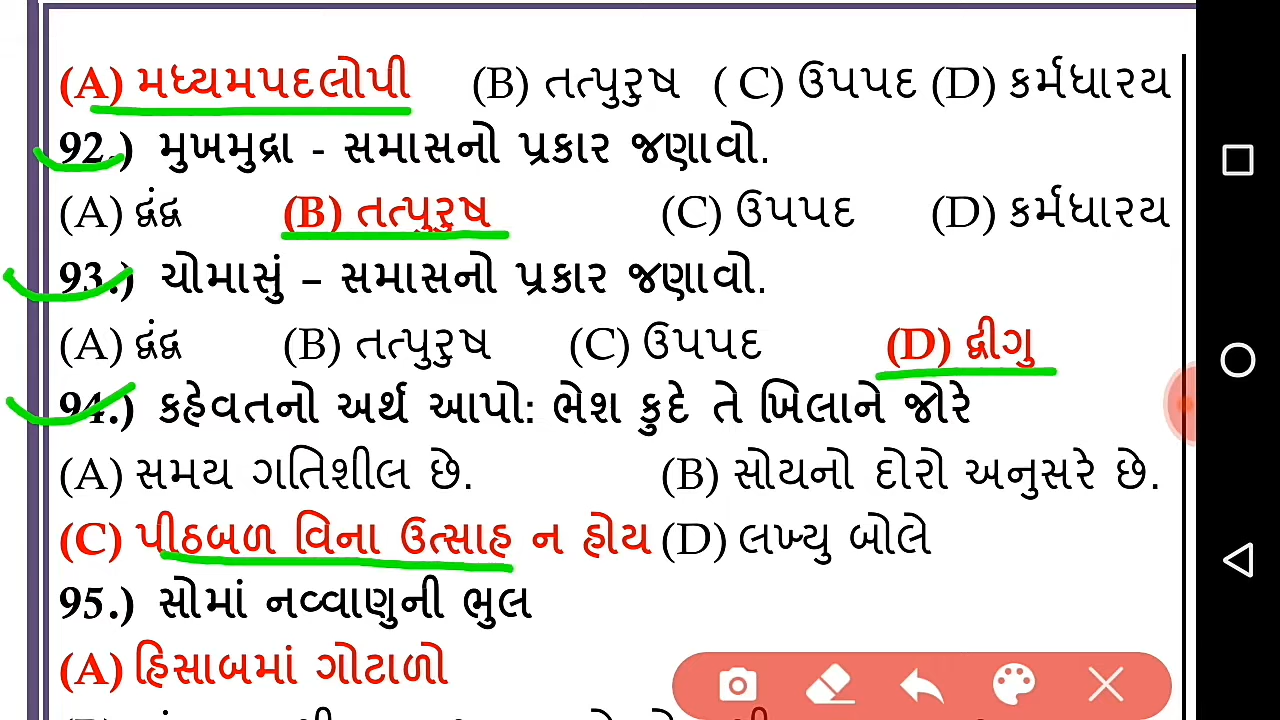 (A) મધ્યમપદલોપી (B) તત્પુરુષ ( C) ઉપપદ (D) કર્મધારય
92.) મુખમુદ્રા - સમાસનો પ્રકાર જણાવો.
(A) દ્વંદ્વ (B) તત્પુરુષ (C) ઉપપદ (D) કર્મધારય
93.) ચોમાસું – સમાસનો પ્રકાર જણાવો.
(A) દ્વંદ્વ (B) તત્પુરુષ (C) ઉપપદ (D) દ્વીગુ
94.) કહેવતનો અર્થ આપો: ભેશ કુદે તે ખિલાને જોરે
(A) સમય ગતિશીલ છે. (B) સોયનો દોરો અનુસરે છે.
(C) પીઠબળ વિના ઉત્સાહ ન હોય (D) લખ્યુ બોલે
95.) સોમાં નવ્વાણુની ભુલ
(A) હિસાબમાં ગોટાળો